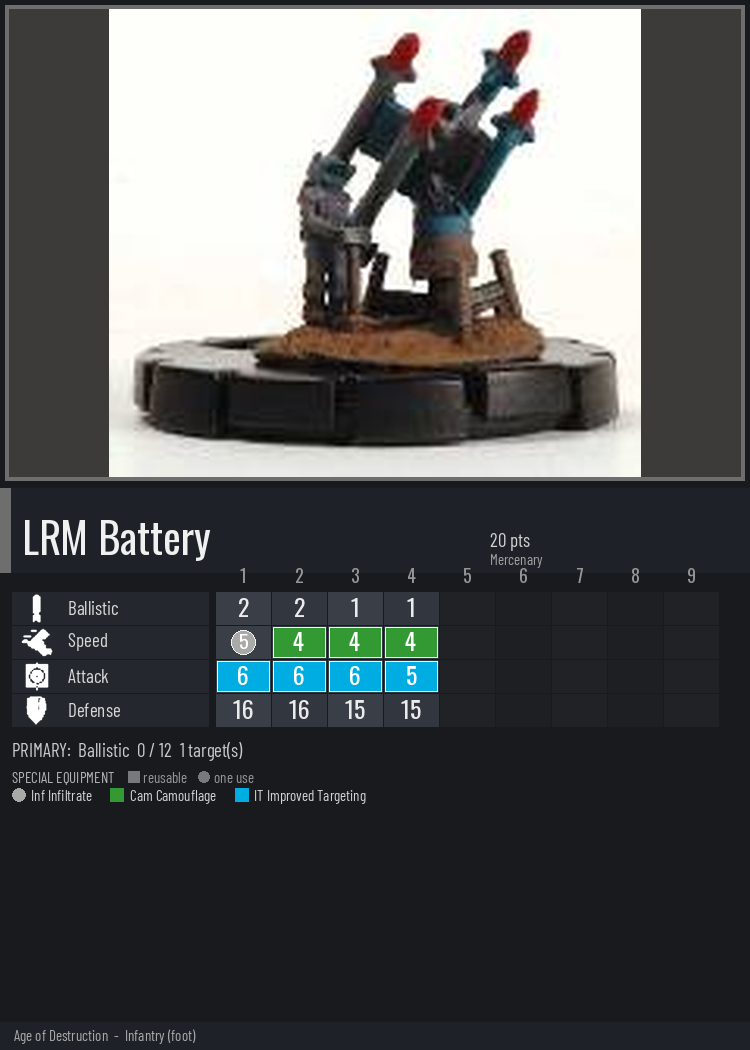 LRM Battery
20 pts
Mercenary
1 2 3 4 5 6 7 8 9
Ballistic 2 2 1 1
Speed 5 4 4 4
Attack 6 6 6 5
Defense 16 16 15 15
PRIMARY: Ballistic 0 / 12 1 target(s)
SPECIAL EQUIPMENT reusable one use
Inf Infiltrate Cam Camouflage IT Improved Targeting
Age of Destruction - Infantry (foot)